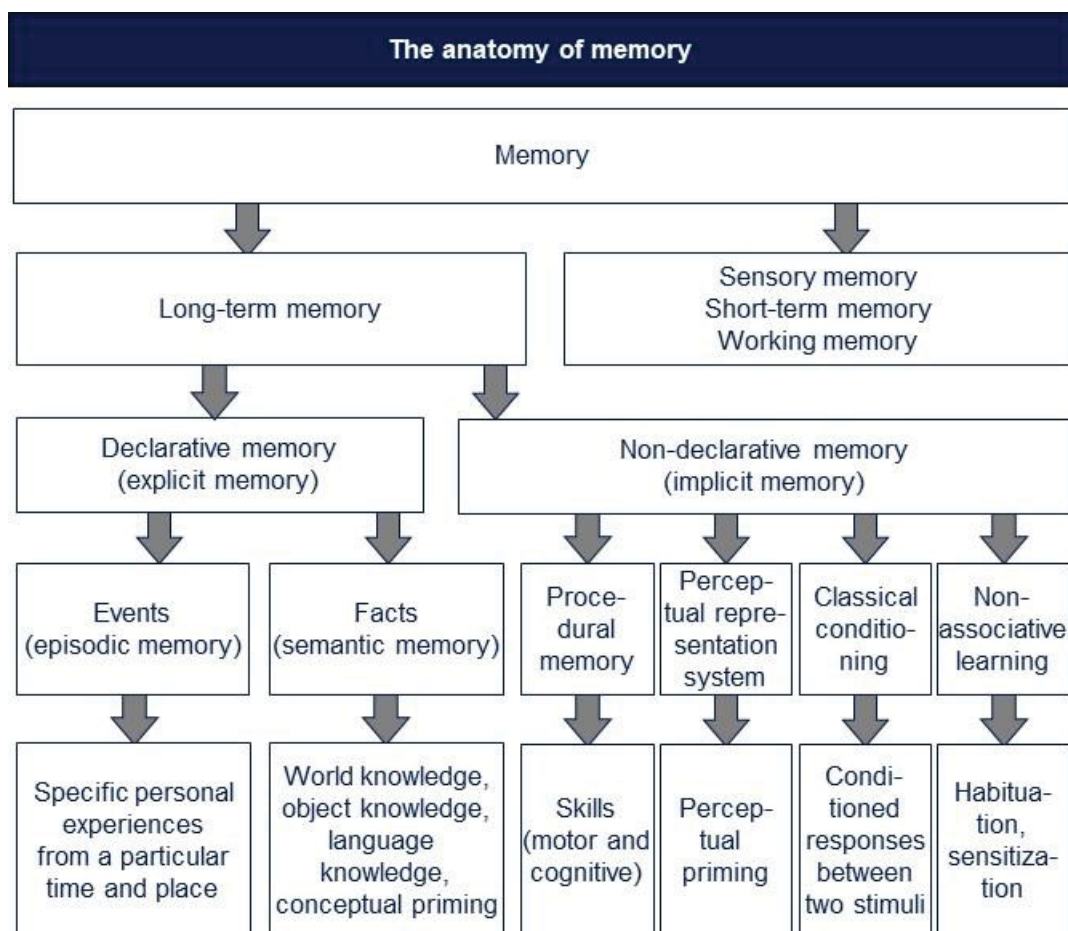 The anatomy of memory
Memory
Long-term memory
Sensory memory
Short-term memory
Working memory
Declarative memory
(explicit memory)
Non-declarative memory
(implicit memory)
Events
(episodic memory)
Facts
(semantic memory)
Proce-
dural
memory
Percep-
tual repre-
sentation
system
Classical
conditio-
ning
Non-
associative
learning
Specific personal
experiences
from a particular
time and place
World knowledge,
object knowledge,
language
knowledge,
conceptual priming
Skills
(motor and
cognitive)
Percep-
tual
priming
Condi-
tioned
responses
between
two stimuli
Habitua-
tion,
sensitiza-
tion